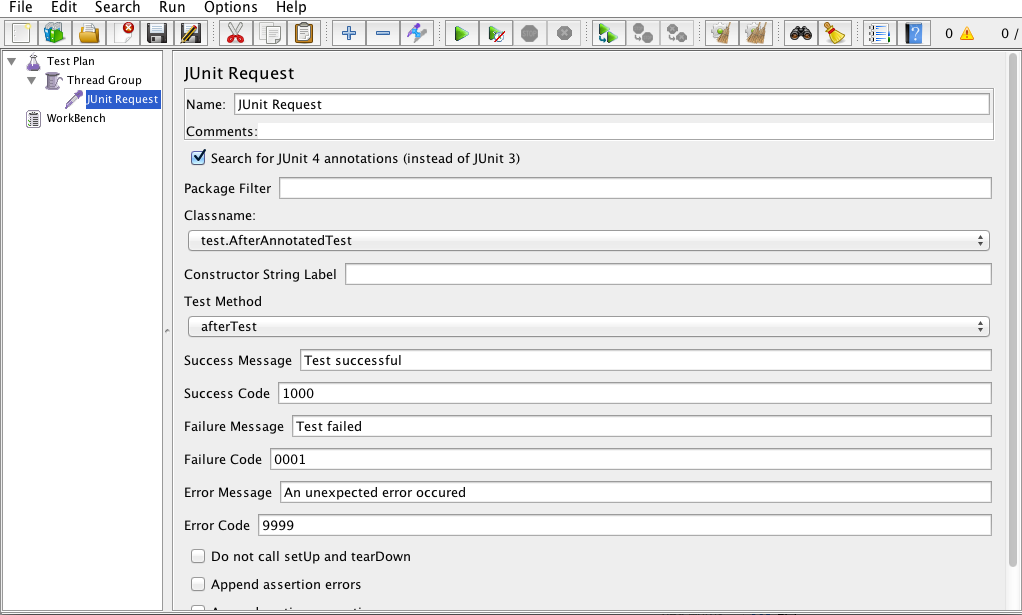 File Edit Search Run Options Help
0 0 /
Test Plan
Thread Group
JUnit Request
WorkBench
JUnit Request
Name: JUnit Request
Comments:
Search for JUnit 4 annotations (instead of JUnit 3)
Package Filter
Classname:
test.AfterAnnotatedTest
Constructor String Label
Test Method
afterTest
Success Message Test successful
Success Code 1000
Failure Message Test failed
Failure Code 0001
Error Message An unexpected error occured
Error Code 9999
Do not call setUp and tearDown
Append assertion errors